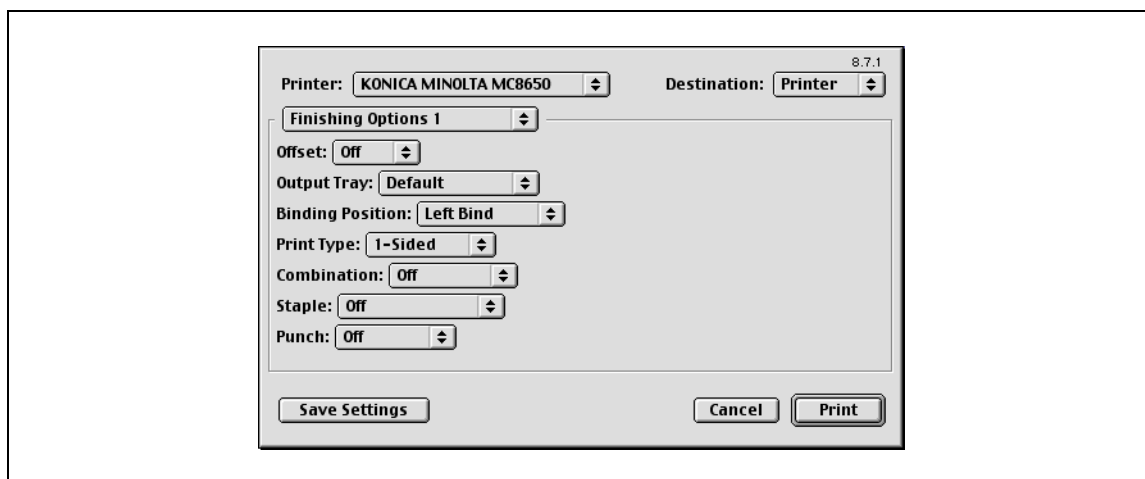 8.7.1
Printer: KONICA MINOLTA MC8650 Destination: Printer
Finishing Options 1
Offset: Off
Output Tray: Default
Binding Position: Left Bind
Print Type: 1-Sided
Combination: Off
Staple: Off
Punch: Off
Save Settings Cancel Print